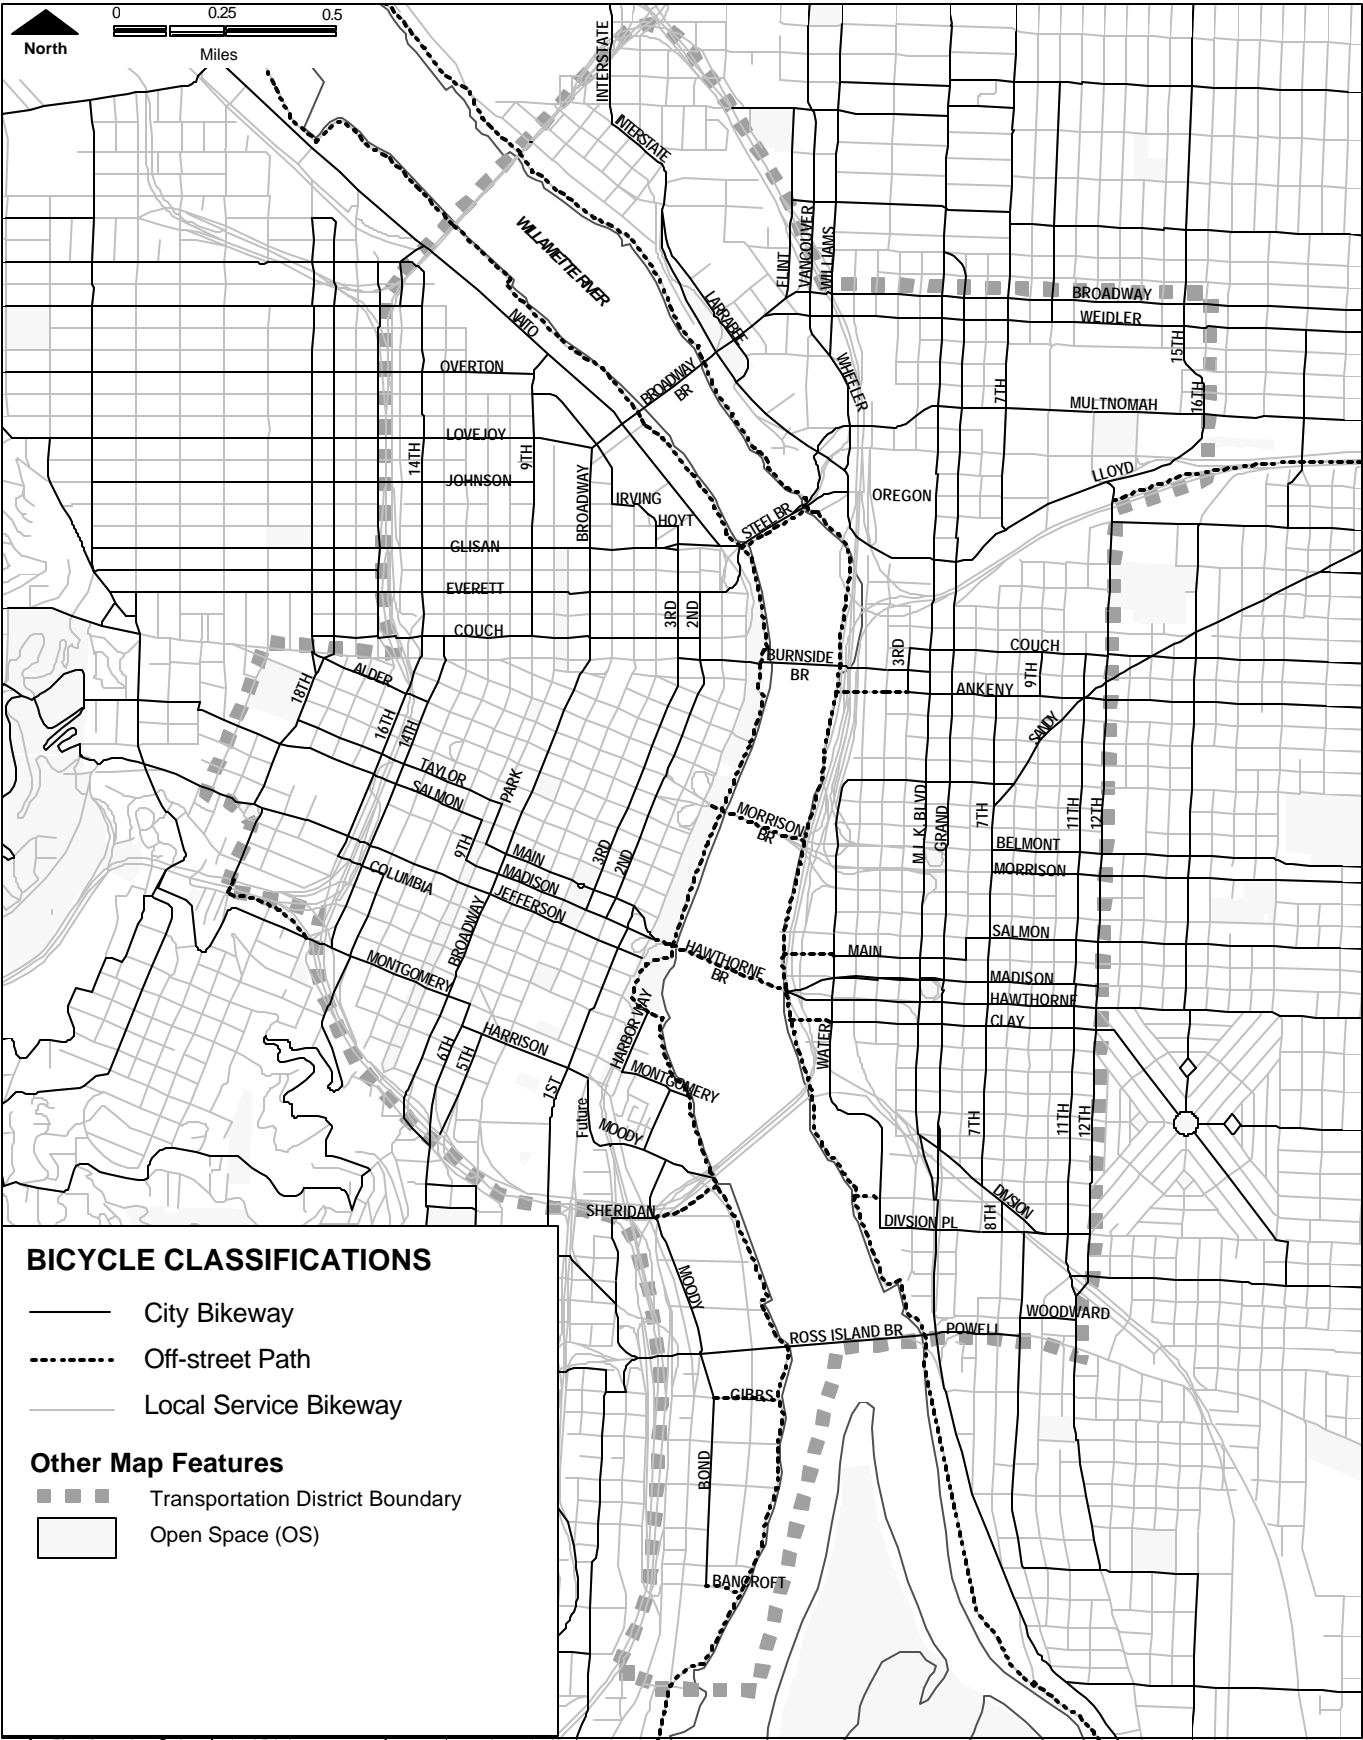 0 0.25 0.5
Miles
North
INTERSTATE
INTERSTATE
WILLAMETTE RIVER
FLINT
VANCOUVER
WILLIAMS
BROADWAY
WEIDLER
LARRABEE
NAITO
15TH
WHEELER
OVERTON
BROADWAY
BR
7TH
16TH
MULTNOMAH
LOVEJOY
14TH
9TH
LLOYD
JOHNSON
BROADWAY
IRVING
OREGON
HOYT
STEEL BR
GLISAN
EVERETT
3RD
2ND
COUCH
3RD
COUCH
BURNSIDE
BR
9TH
ALDER
18TH
ANKENY
16TH
14TH
SANDY
TAYLOR
SALMON
PARK
M L K BLVD
GRAND
7TH
11TH
12TH
MORRISON
BR
9TH
MAIN
3RD
2ND
BELMONT
MADISON
COLUMBIA
JEFFERSON
MORRISON
BROADWAY
SALMON
HAWTHORNE
BR
MAIN
MONTGOMERY
MADISON
HAWTHORNE
HARBOR WAY
CLAY
6TH
5TH
HARRISON
WATER
MONTGOMERY
1ST
Future
MOODY
7TH
11TH
12TH
SHERIDAN
DIVISION
8TH
DIVISION PL
MOODY
WOODWARD
ROSS ISLAND BR
POWELL
GIBBS
BOND
BANCROFT
BICYCLE CLASSIFICATIONS
City Bikeway
Off-street Path
Local Service Bikeway
Other Map Features
Transportation District Boundary
Open Space (OS)